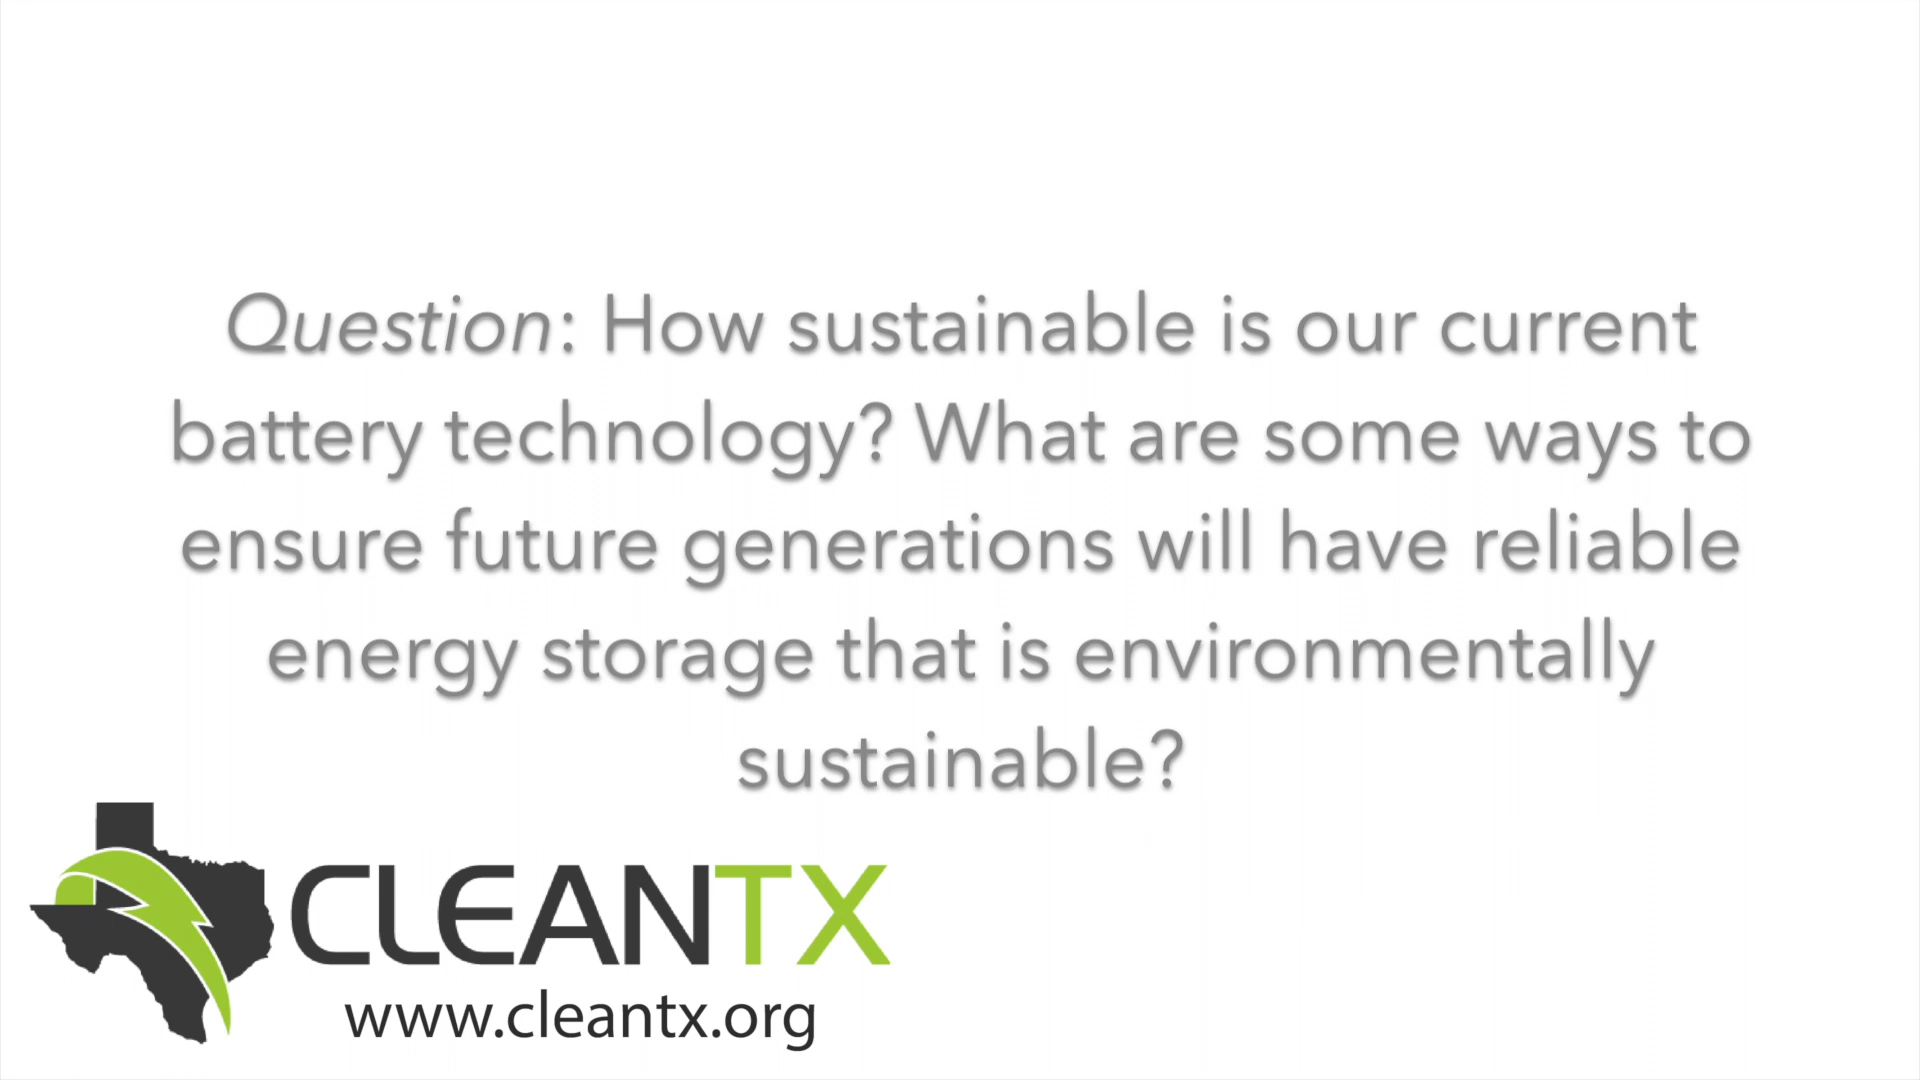 Question: How sustainable is our current
battery technology? What are some ways to
ensure future generations will have reliable
energy storage that is environmentally
sustainable?
CLEANTX
www.cleantx.org